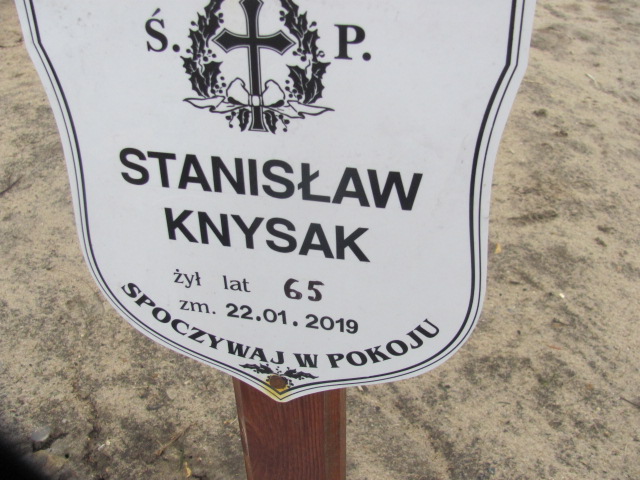 Ś. P.
STANISŁAW
KNYSAK
żył lat 65
zm. 22.01.2019
SPOCZYWAJ W POKOJU